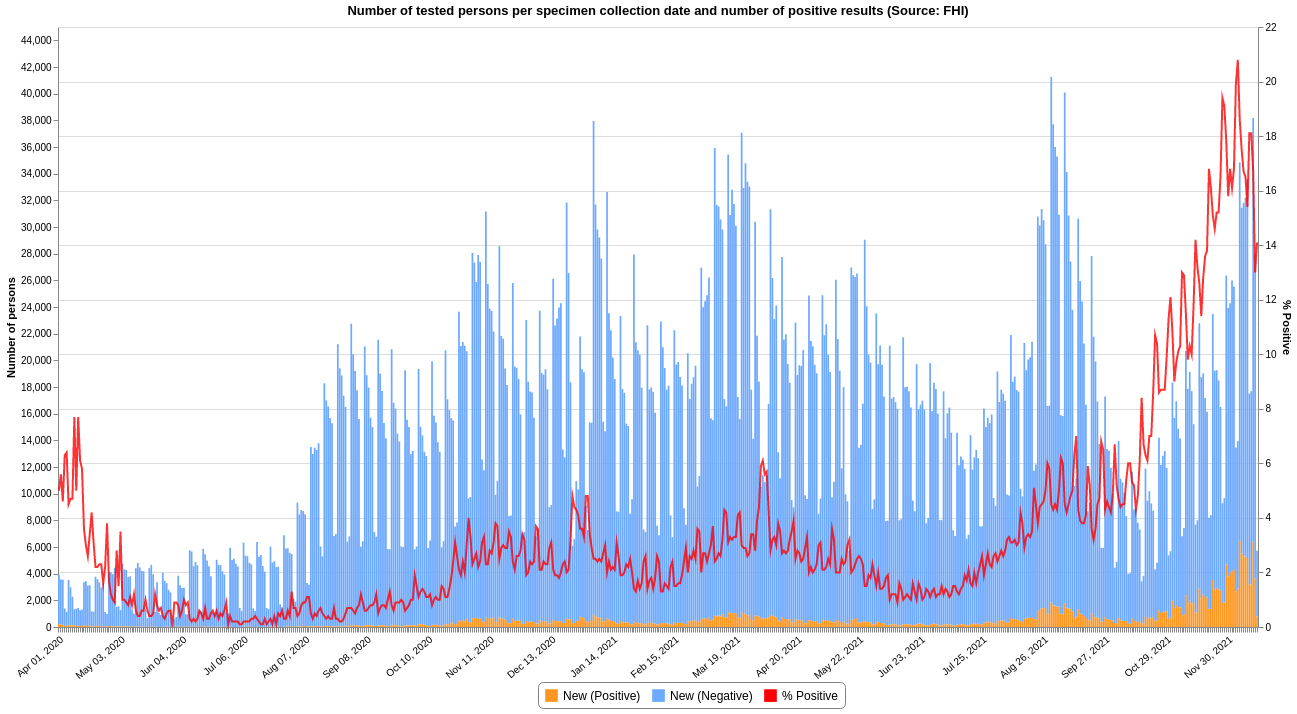 Number of tested persons per specimen collection date and number of positive results (Source: FHI)
44,000
42,000
40,000
38,000
36,000
34,000
32,000
30,000
28,000
26,000
24,000
22,000
20,000
18,000
16,000
14,000
12,000
10,000
8,000
6,000
4,000
2,000
0
Number of persons
22
20
18
16
14
12
10
8
6
4
2
0
% Positive
Apr 01, 2020
May 03, 2020
Jun 04, 2020
Jul 06, 2020
Aug 07, 2020
Sep 08, 2020
Oct 10, 2020
Nov 11, 2020
Dec 13, 2020
Jan 14, 2021
Feb 15, 2021
Mar 19, 2021
Apr 20, 2021
May 22, 2021
Jun 23, 2021
Jul 25, 2021
Aug 26, 2021
Sep 27, 2021
Oct 29, 2021
Nov 30, 2021
New (Positive) New (Negative) % Positive